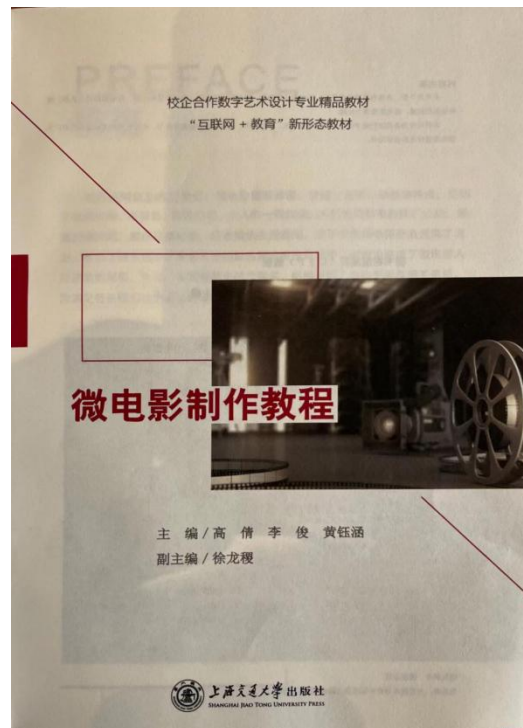 PREFACE
校企合作数字艺术设计专业精品教材
“互联网 + 教育”新形态教材
微电影制作教程
主 编/高 倩 李 俊 黄钰涵
副主编/徐龙稷
上海交通大学出版社
SHANGHAI JIAO TONG UNIVERSITY PRESS